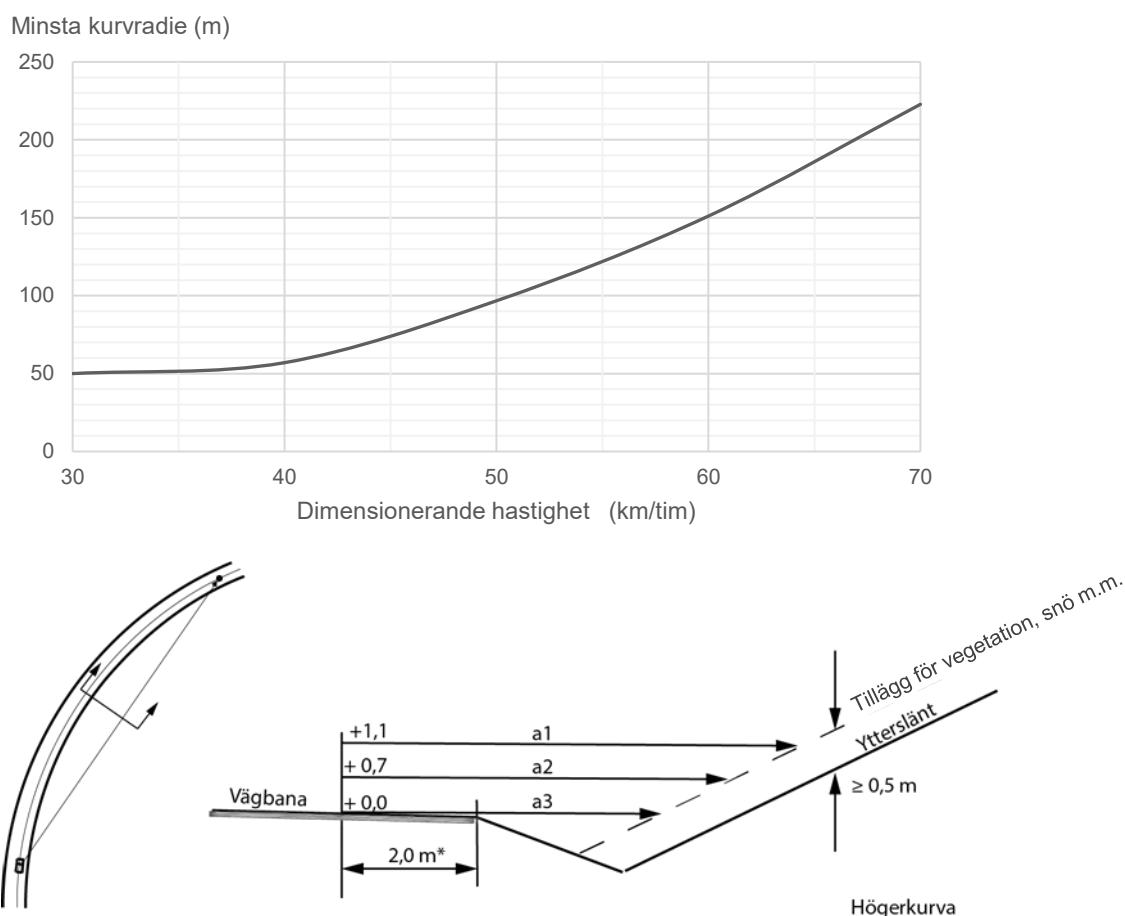 Minsta kurvradie (m)
250
200
150
100
50
0
30 40 50 60 70
Dimensionerande hastighet (km/tim)
Tillägg för vegetation, snö m.m.
Ytterslänt
+1,1 a1
+ 0,7 a2
Vägbana + 0,0 a3
≥ 0,5 m
2,0 m*
Högerkurva